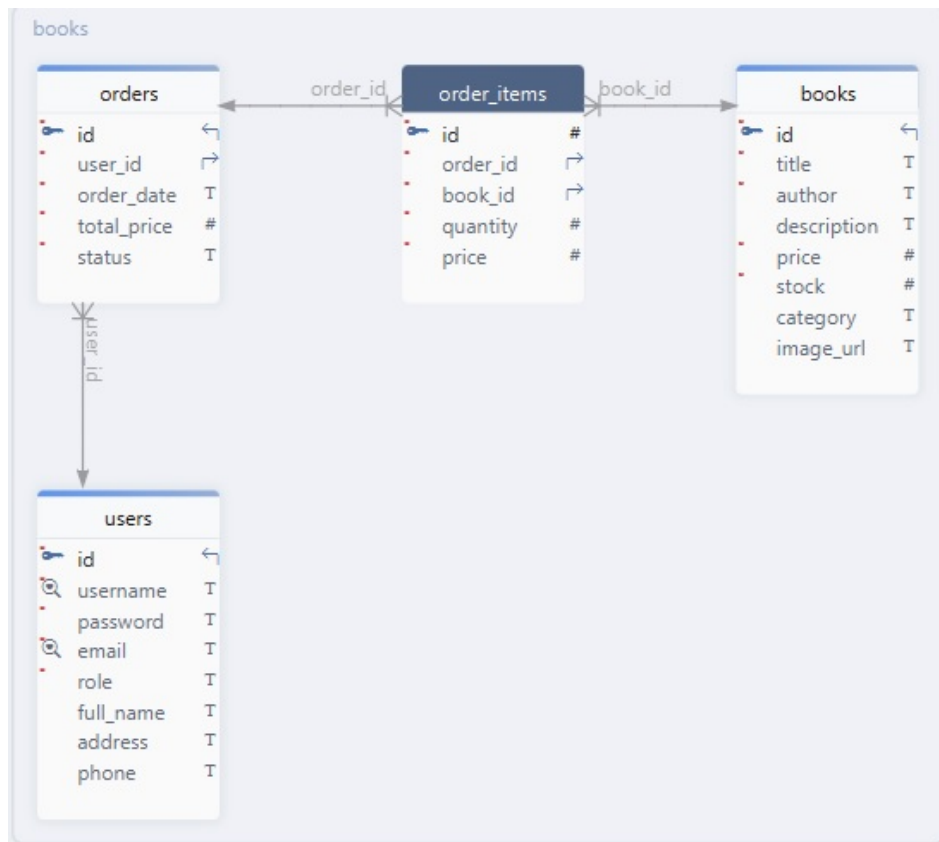 books
orders
id
user_id
order_date T
total_price #
status T
order_id
order_items
id #
order_id
book_id
quantity #
price #
book_id
books
id
title T
author T
description T
price #
stock #
category T
image_url T
user_id
users
id
username T
password T
email T
role T
full_name T
address T
phone T